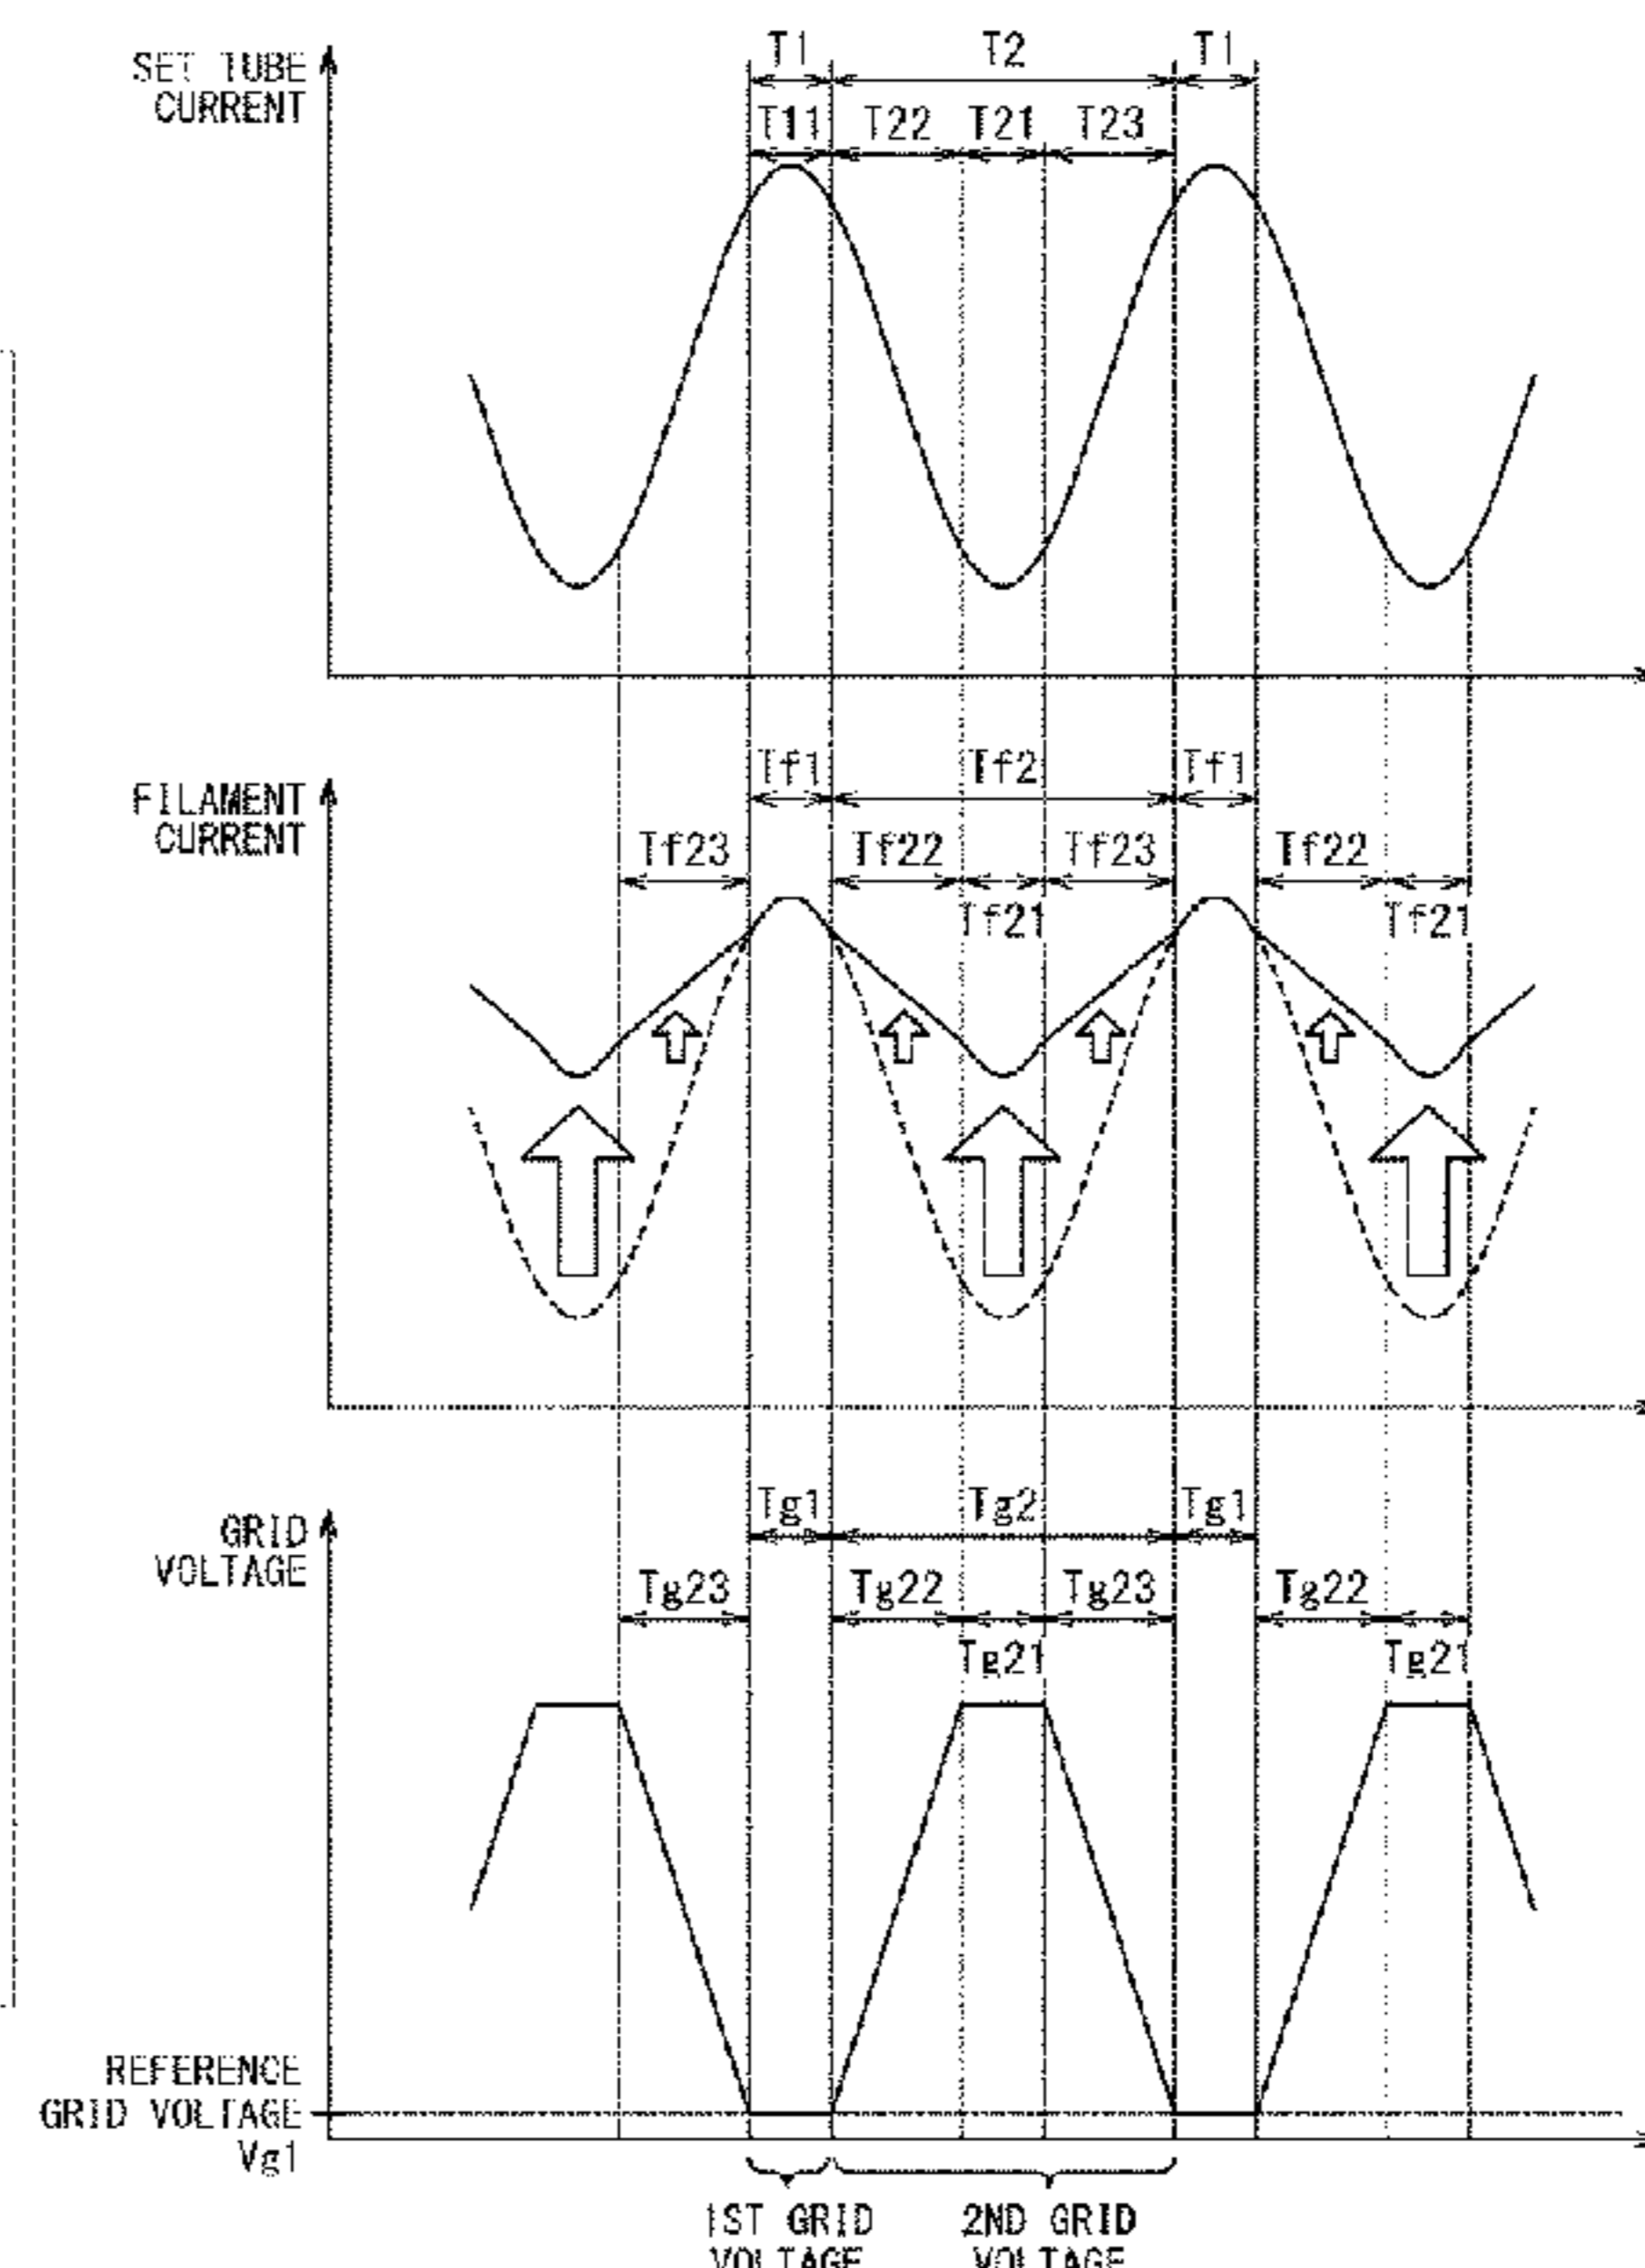 SET TUBE
CURRENT
T1 T2 T1
T11 T22 T21 T23
FILAMENT
CURRENT
Tf1 Tf2 Tf1
Tf23 Tf22 Tf23 Tf22
Tf21 Tf21
GRID
VOLTAGE
Tg1 Tg2 Tg1
Tg23 Tg22 Tg23 Tg22
Tg21 Tg21
REFERENCE
GRID VOLTAGE
Vg1
1ST GRID 2ND GRID
VOLTAGE VOLTAGE